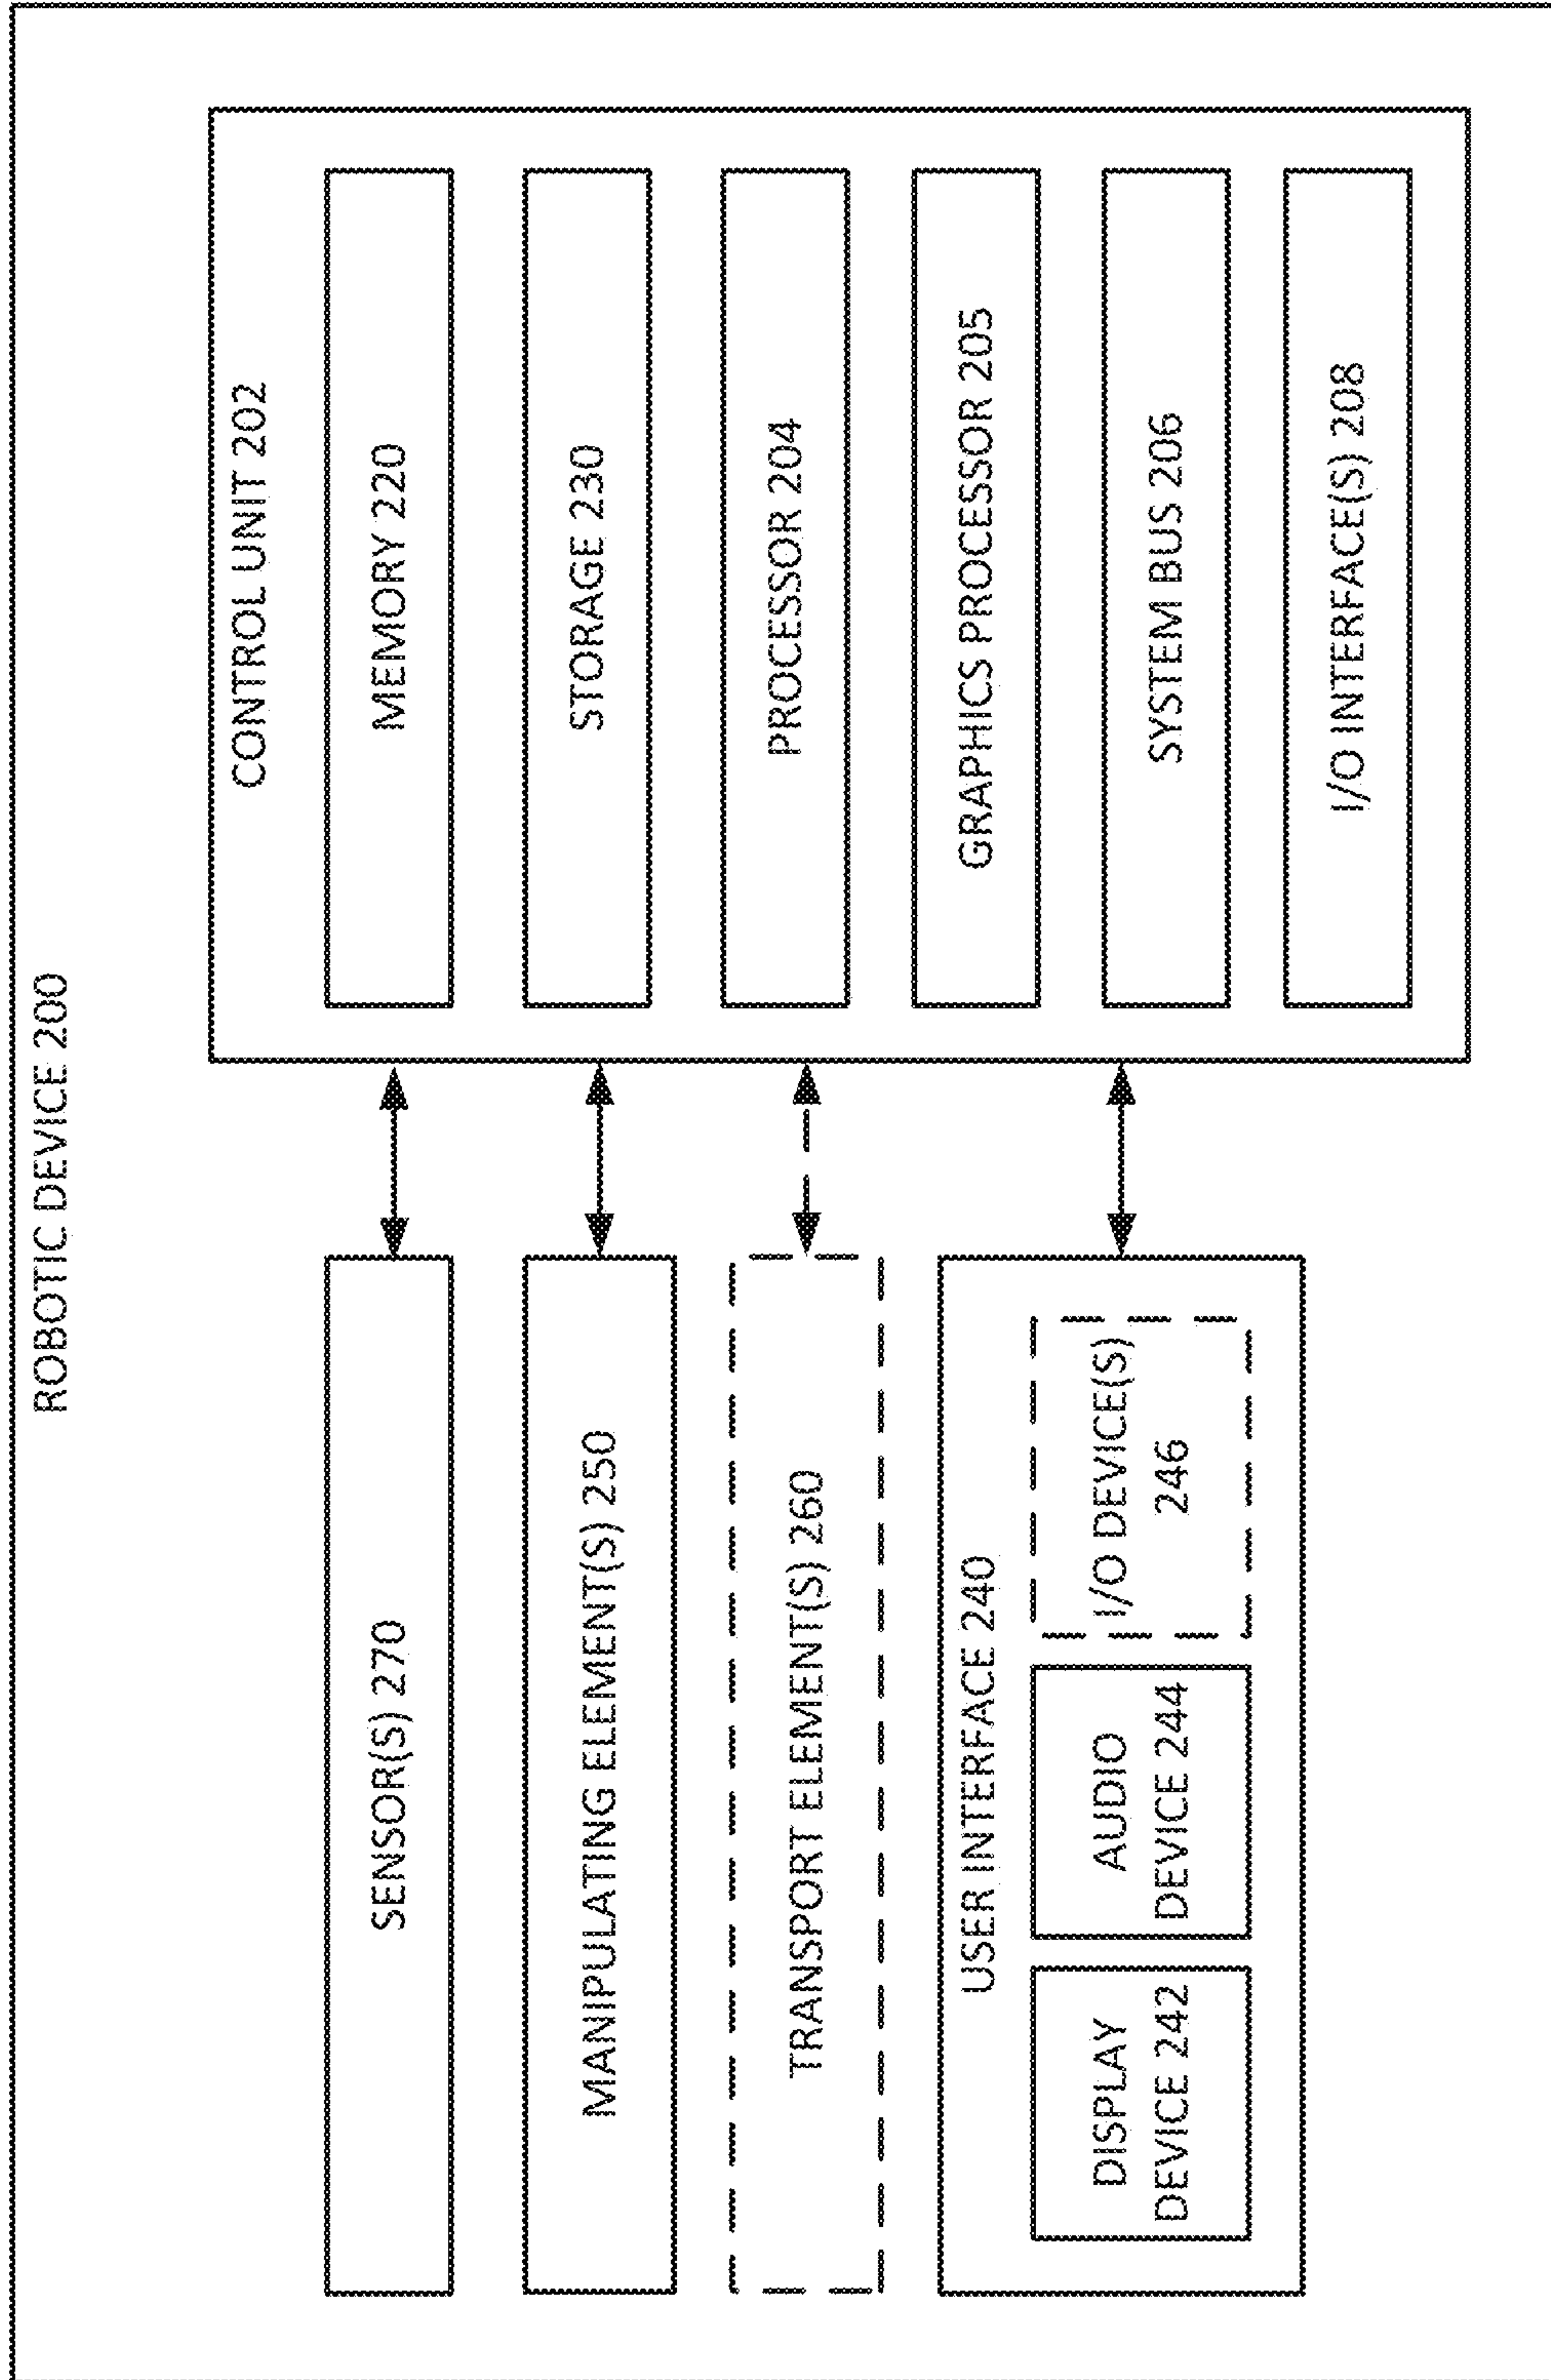 ROBOTIC DEVICE 200
SENSOR(S) 270
MANIPULATING ELEMENT(S) 250
TRANSPORT ELEMENT(S) 260
USER INTERFACE 240
DISPLAY
DEVICE 242
AUDIO
DEVICE 244
I/O DEVICE(S)
246
CONTROL UNIT 202
MEMORY 220
STORAGE 230
PROCESSOR 204
GRAPHICS PROCESSOR 205
SYSTEM BUS 206
I/O INTERFACE(S) 208